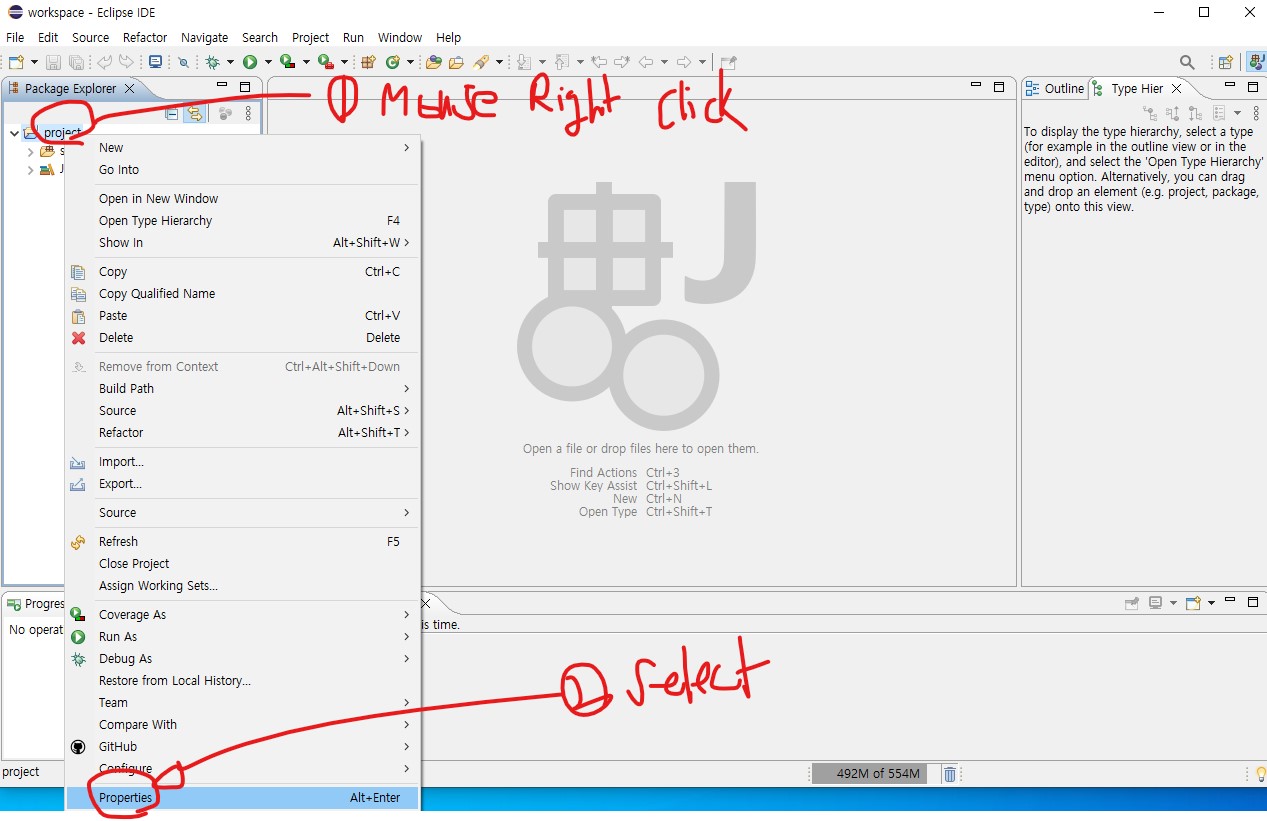 workspace - Eclipse IDE
File Edit Source Refactor Navigate Search Project Run Window Help
Package Explorer
① Mouse Right Click
Outline Type Hier
project
s
J
To display the type hierarchy, select a type
(for example in the outline view or in the
editor), and select the 'Open Type Hierarchy'
menu option. Alternatively, you can drag
and drop an element (e.g. project, package,
type) onto this view.
New
Go Into
Open in New Window
Open Type Hierarchy F4
Show In Alt+Shift+W
Copy Ctrl+C
Copy Qualified Name
Paste Ctrl+V
Delete Delete
Remove from Context Ctrl+Alt+Shift+Down
Build Path
Source Alt+Shift+S
Refactor Alt+Shift+T
Import...
Export...
Source
Refresh F5
Close Project
Assign Working Sets...
Coverage As
Run As
Debug As
Restore from Local History...
Team
Compare With
GitHub
Configure
Properties Alt+Enter
J
Open a file or drop files here to open them.
Find Actions Ctrl+3
Show Key Assist Ctrl+Shift+L
New Ctrl+N
Open Type Ctrl+Shift+T
Progres
No operat
is time.
② Select
project
492M of 554M